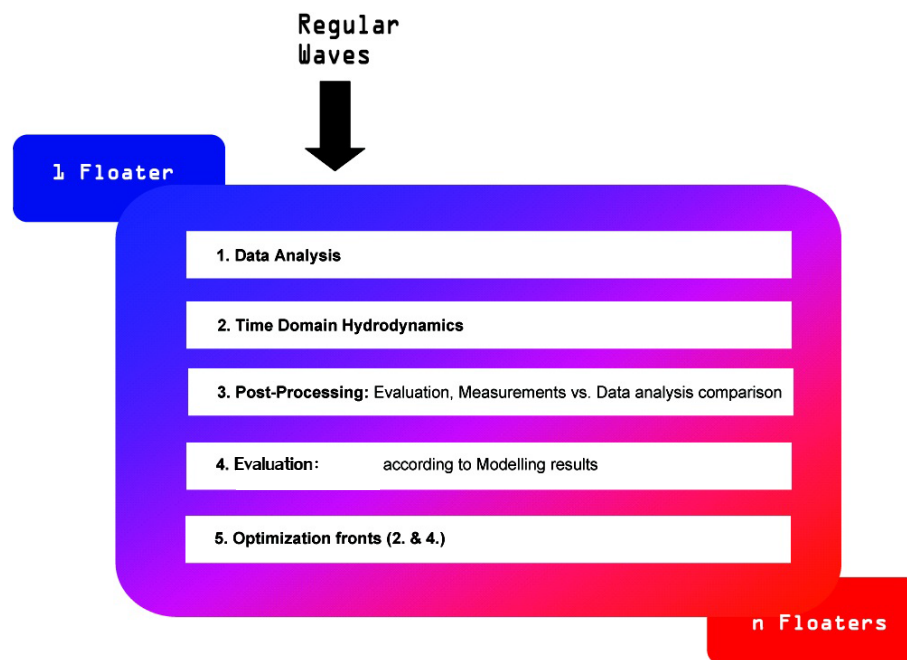 Regular
Waves
1 Floater
1. Data Analysis
2. Time Domain Hydrodynamics
3. Post-Processing: Evaluation, Measurements vs. Data analysis comparison
4. Evaluation: according to Modelling results
5. Optimization fronts (2. & 4.)
n Floaters